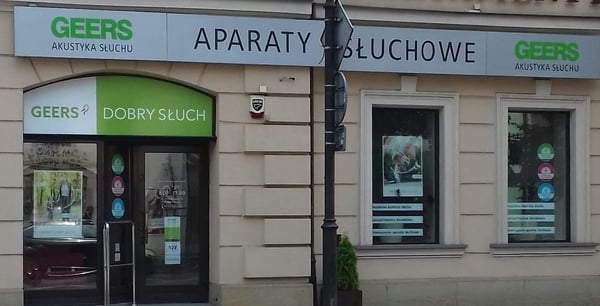 GEERS
AKUSTYKA SŁUCHU
APARATY SŁUCHOWE
GEERS
AKUSTYKA SŁUCHU
GEERS
DOBRY SŁUCH